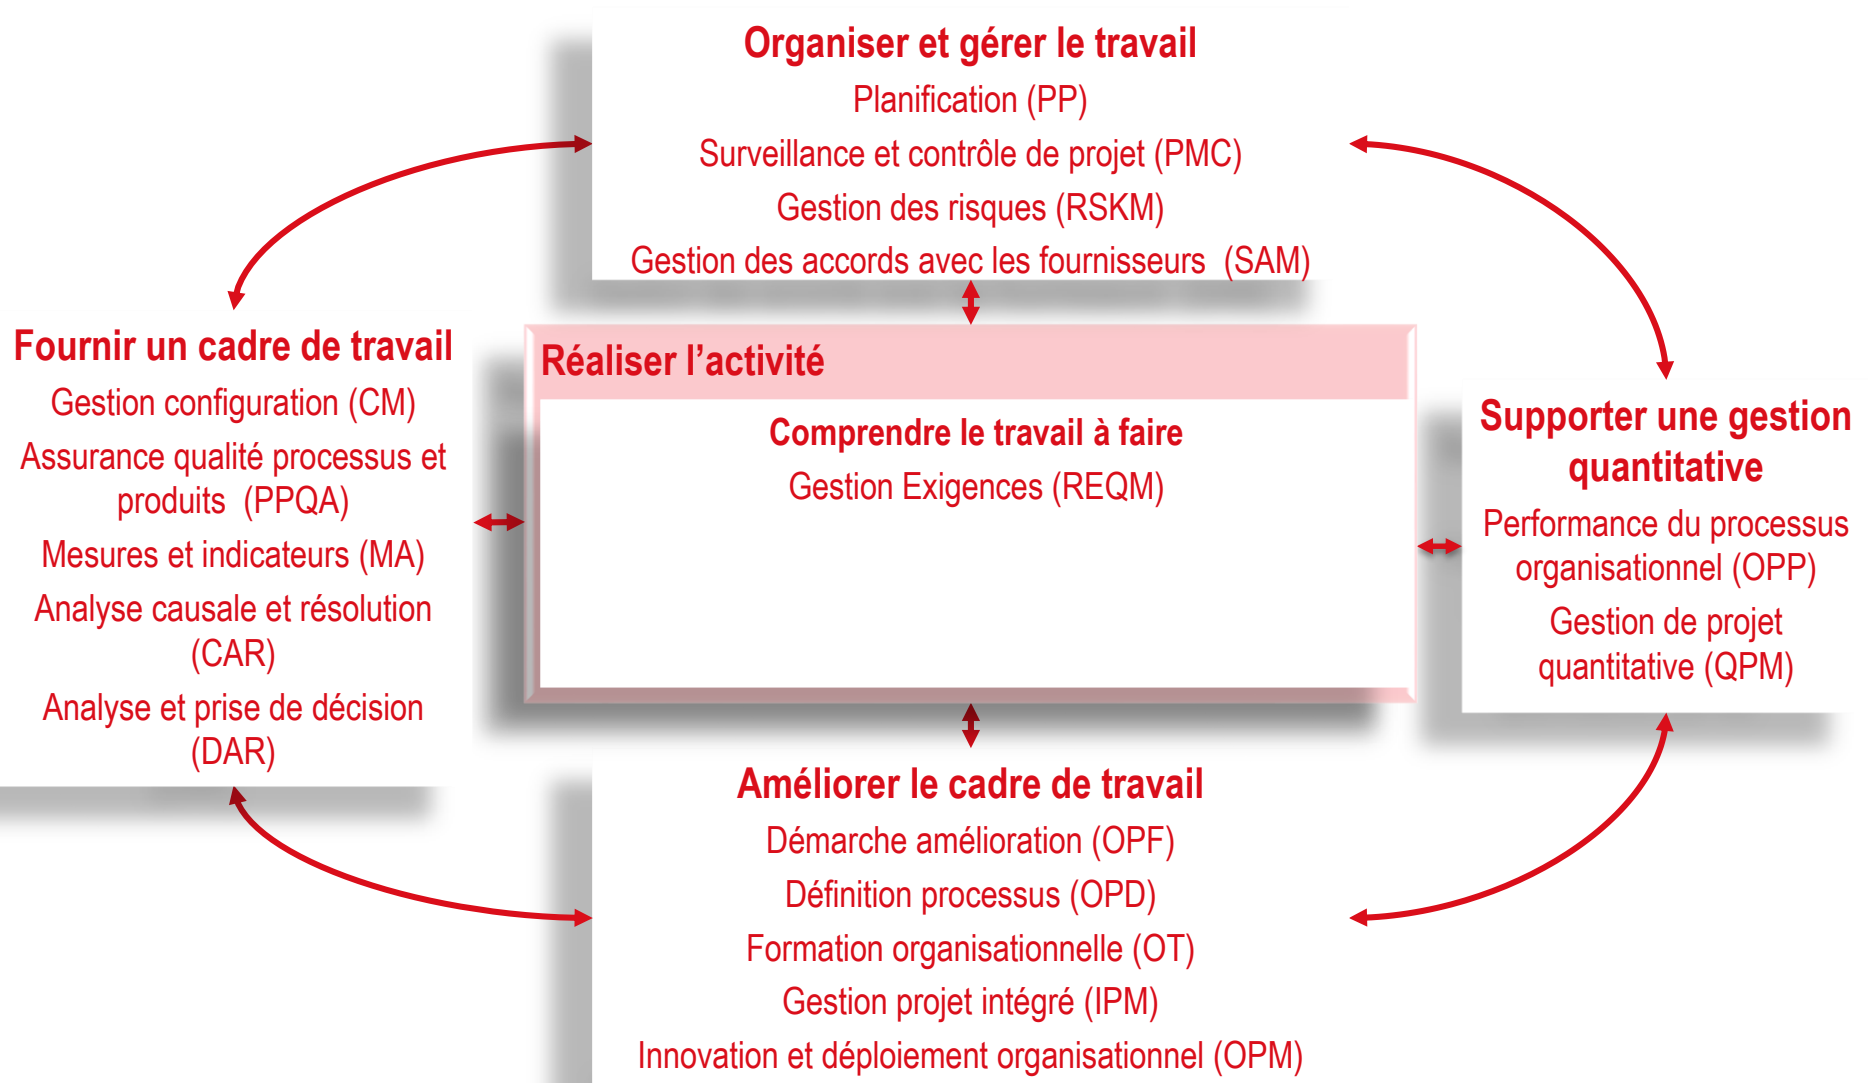 Organiser et gérer le travail
Planification (PP)
Surveillance et contrôle de projet (PMC)
Gestion des risques (RSKM)
Gestion des accords avec les fournisseurs (SAM)
Fournir un cadre de travail
Gestion configuration (CM)
Assurance qualité processus et
produits (PPQA)
Mesures et indicateurs (MA)
Analyse causale et résolution
(CAR)
Analyse et prise de décision
(DAR)
Réaliser l’activité
Comprendre le travail à faire
Gestion Exigences (REQM)
Supporter une gestion
quantitative
Performance du processus
organisationnel (OPP)
Gestion de projet
quantitative (QPM)
Améliorer le cadre de travail
Démarche amélioration (OPF)
Définition processus (OPD)
Formation organisationnelle (OT)
Gestion projet intégré (IPM)
Innovation et déploiement organisationnel (OPM)